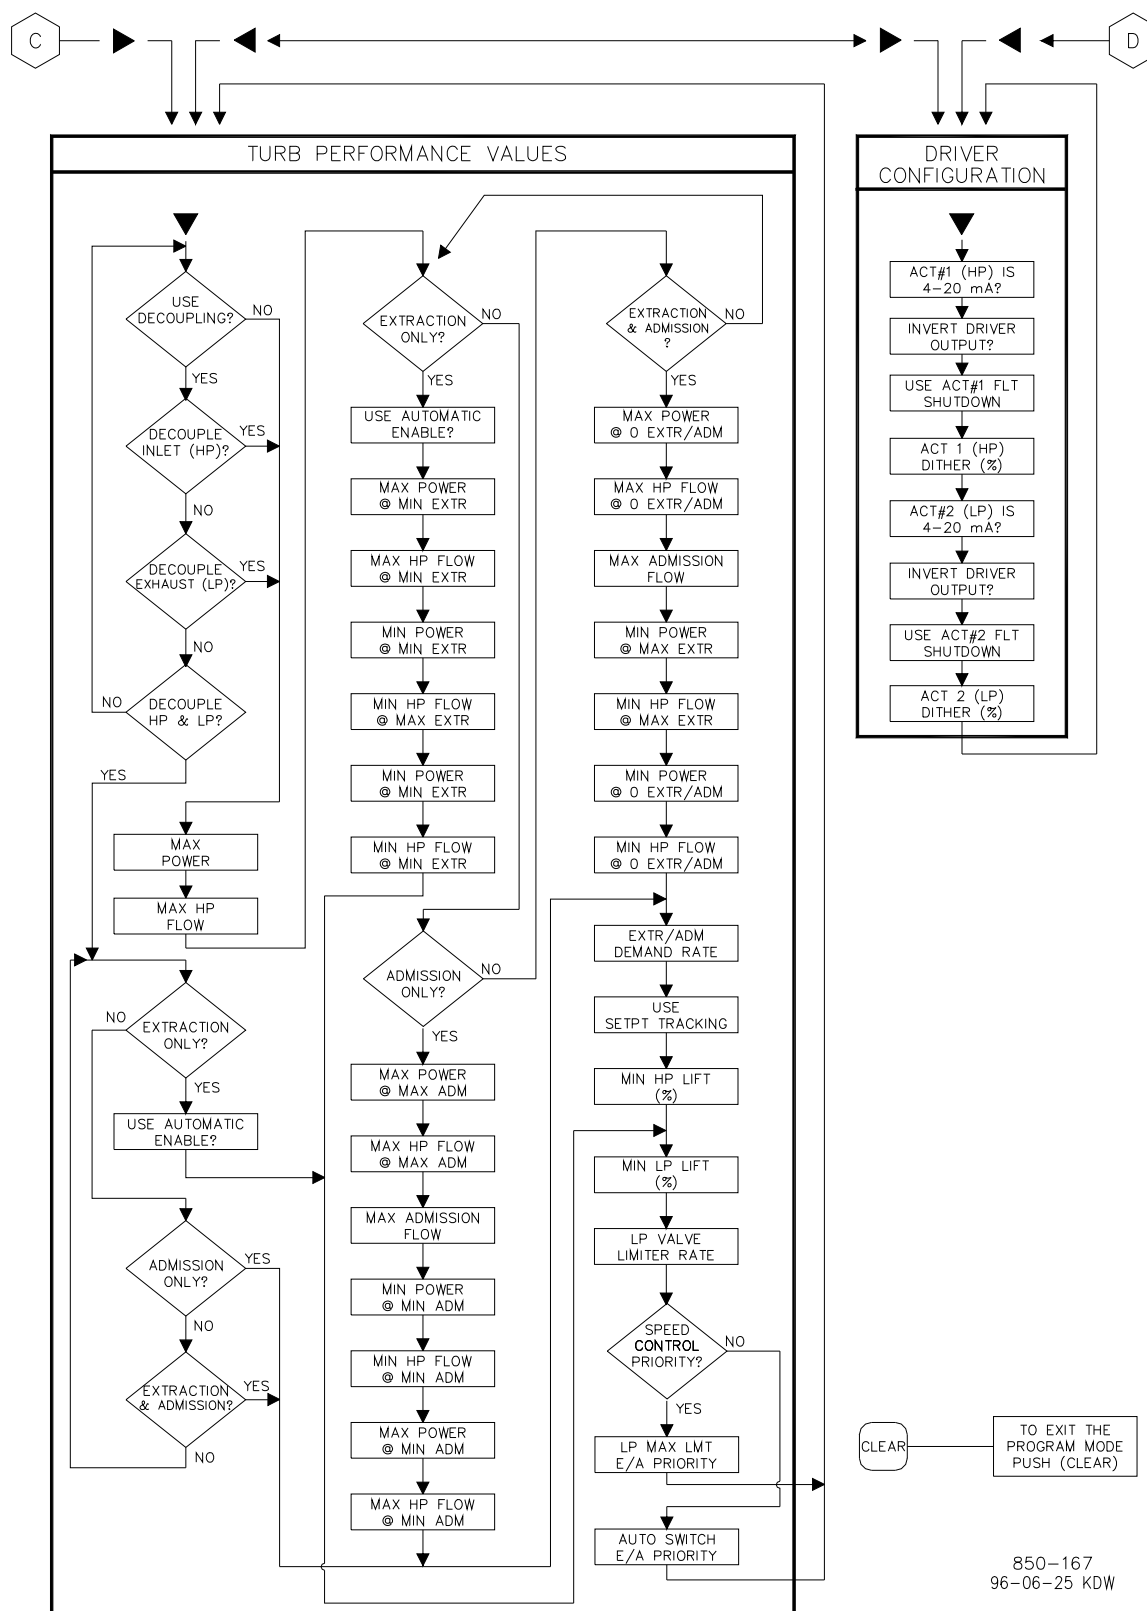 C
D
TURB PERFORMANCE VALUES
USE
DECOUPLING?
NO
YES
DECOUPLE
INLET (HP)?
YES
NO
DECOUPLE
EXHAUST (LP)?
YES
NO
DECOUPLE
HP & LP?
NO
YES
MAX
POWER
MAX HP
FLOW
EXTRACTION
ONLY?
NO
YES
USE AUTOMATIC
ENABLE?
ADMISSION
ONLY?
YES
NO
EXTRACTION
& ADMISSION?
YES
NO
EXTRACTION
ONLY?
NO
YES
USE AUTOMATIC
ENABLE?
MAX POWER
@ MIN EXTR
MAX HP FLOW
@ MIN EXTR
MIN POWER
@ MIN EXTR
MIN HP FLOW
@ MAX EXTR
MIN POWER
@ MIN EXTR
MIN HP FLOW
@ MIN EXTR
ADMISSION
ONLY?
NO
YES
MAX POWER
@ MAX ADM
MAX HP FLOW
@ MAX ADM
MAX ADMISSION
FLOW
MIN POWER
@ MIN ADM
MIN HP FLOW
@ MIN ADM
MAX POWER
@ MIN ADM
MAX HP FLOW
@ MIN ADM
EXTRACTION
& ADMISSION
?
NO
YES
MAX POWER
@ 0 EXTR/ADM
MAX HP FLOW
@ 0 EXTR/ADM
MAX ADMISSION
FLOW
MIN POWER
@ MAX EXTR
MIN HP FLOW
@ MAX EXTR
MIN POWER
@ 0 EXTR/ADM
MIN HP FLOW
@ 0 EXTR/ADM
EXTR/ADM
DEMAND RATE
USE
SETPT TRACKING
MIN HP LIFT
(%)
MIN LP LIFT
(%)
LP VALVE
LIMITER RATE
SPEED
CONTROL
PRIORITY?
NO
YES
LP MAX LMT
E/A PRIORITY
AUTO SWITCH
E/A PRIORITY
DRIVER
CONFIGURATION
ACT#1 (HP) IS
4-20 mA?
INVERT DRIVER
OUTPUT?
USE ACT#1 FLT
SHUTDOWN
ACT 1 (HP)
DITHER (%)
ACT#2 (LP) IS
4-20 mA?
INVERT DRIVER
OUTPUT?
USE ACT#2 FLT
SHUTDOWN
ACT 2 (LP)
DITHER (%)
CLEAR
TO EXIT THE
PROGRAM MODE
PUSH (CLEAR)
850-167
96-06-25 KDW